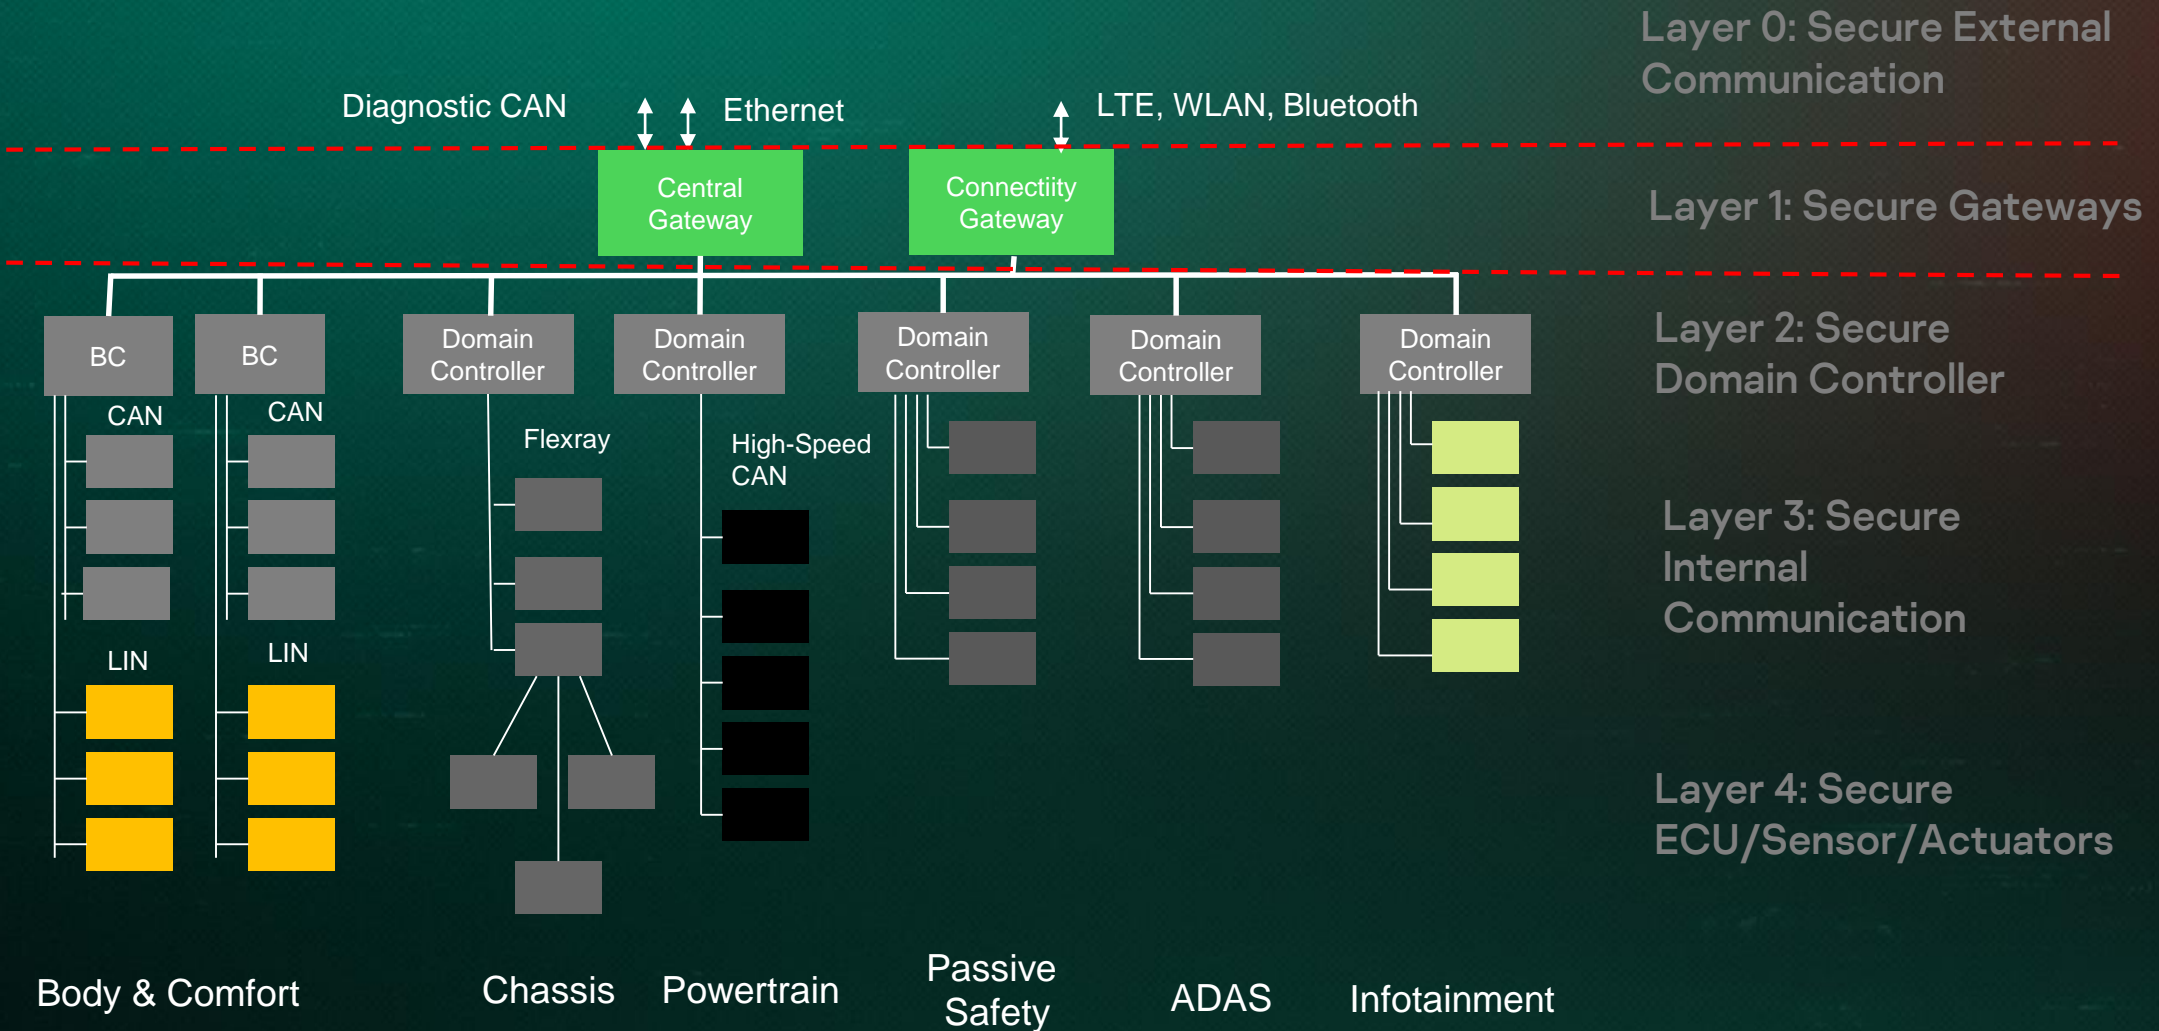 Layer 0: Secure External
Communication
Diagnostic CAN
Ethernet
LTE, WLAN, Bluetooth
Central
Gateway
Connectiity
Gateway
Layer 1: Secure Gateways
BC
BC
Domain
Controller
Domain
Controller
Domain
Controller
Domain
Controller
Domain
Controller
Layer 2: Secure
Domain Controller
CAN
CAN
Flexray
High-Speed
CAN
Layer 3: Secure
Internal
Communication
LIN
LIN
Layer 4: Secure
ECU/Sensor/Actuators
Body & Comfort
Chassis
Powertrain
Passive
Safety
ADAS
Infotainment